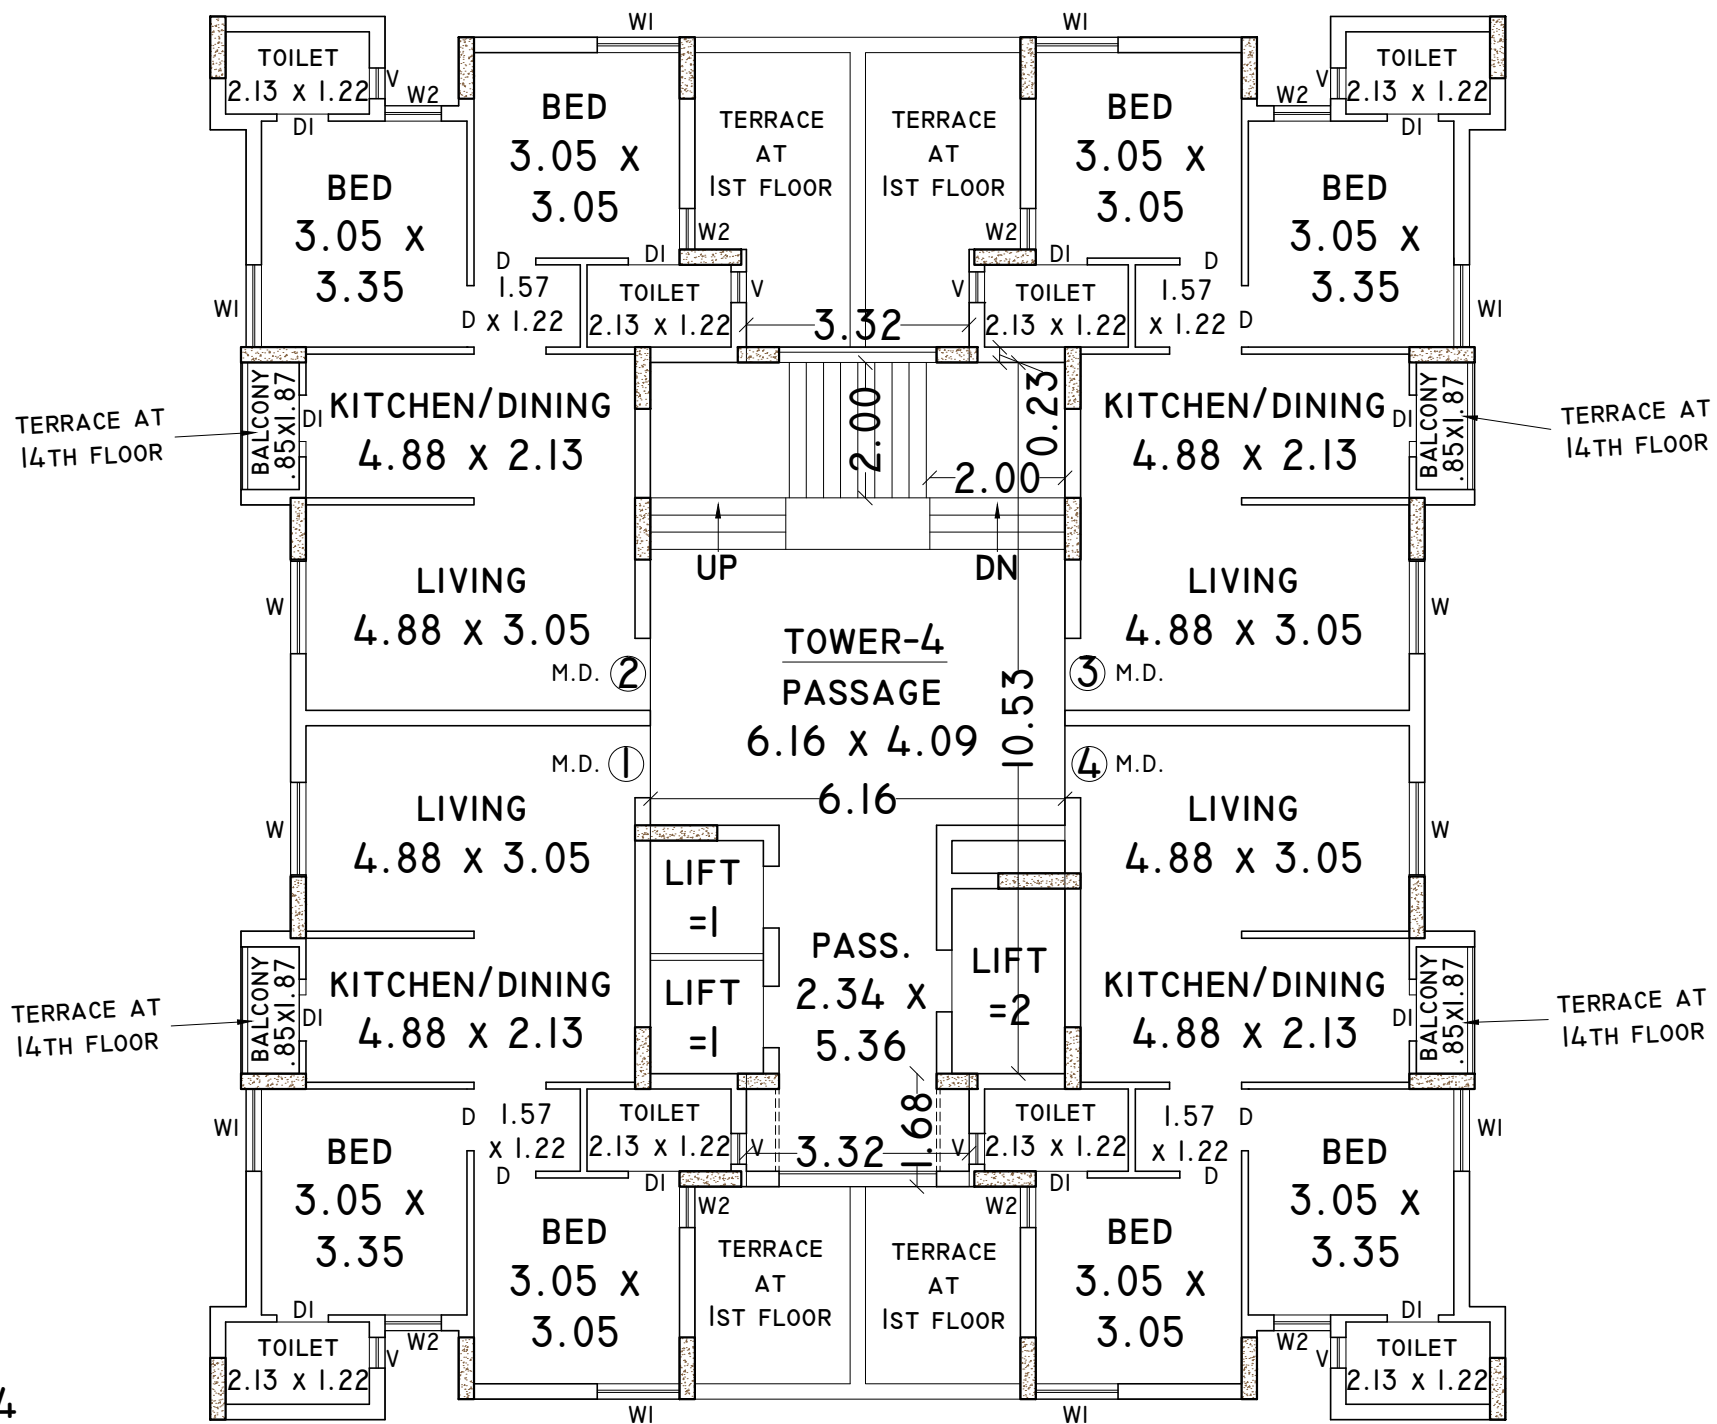 WI
WI
TOILET
2.13 X 1.22
V
W2
DI
BED
3.05 X
3.05
TERRACE
AT
1ST FLOOR
TERRACE
AT
1ST FLOOR
BED
3.05 X
3.05
TOILET
2.13 X 1.22
V
W2
DI
BED
3.05 X
3.35
BED
3.05 X
3.35
W2
W2
D
DI
DI
D
1.57
X 1.22
D
TOILET
2.13 X 1.22
V
3.32
V
TOILET
2.13 X 1.22
1.57
X 1.22
D
WI
WI
TERRACE AT
14TH FLOOR
BALCONY
.85X1.87
DI
KITCHEN/DINING
4.88 X 2.13
2.00
0.23
2.00
KITCHEN/DINING
4.88 X 2.13
DI
BALCONY
.85X1.87
TERRACE AT
14TH FLOOR
UP
DN
W
LIVING
4.88 X 3.05
M.D. 2
TOWER-4
PASSAGE
6.16 X 4.09
10.53
3 M.D.
LIVING
4.88 X 3.05
W
M.D. 1
6.16
4 M.D.
W
LIVING
4.88 X 3.05
LIVING
4.88 X 3.05
W
LIFT
=1
LIFT
=1
PASS.
2.34 X
5.36
LIFT
=2
TERRACE AT
14TH FLOOR
BALCONY
.85X1.87
DI
KITCHEN/DINING
4.88 X 2.13
KITCHEN/DINING
4.88 X 2.13
DI
BALCONY
.85X1.87
TERRACE AT
14TH FLOOR
WI
D
1.57
X 1.22
D
TOILET
2.13 X 1.22
DI
V
3.32
1.68
V
TOILET
2.13 X 1.22
DI
1.57
X 1.22
D
D
WI
BED
3.05 X
3.35
BED
3.05 X
3.35
W2
W2
BED
3.05 X
3.05
TERRACE
AT
1ST FLOOR
TERRACE
AT
1ST FLOOR
BED
3.05 X
3.05
DI
W2
V
TOILET
2.13 X 1.22
DI
W2
V
TOILET
2.13 X 1.22
WI
WI
4